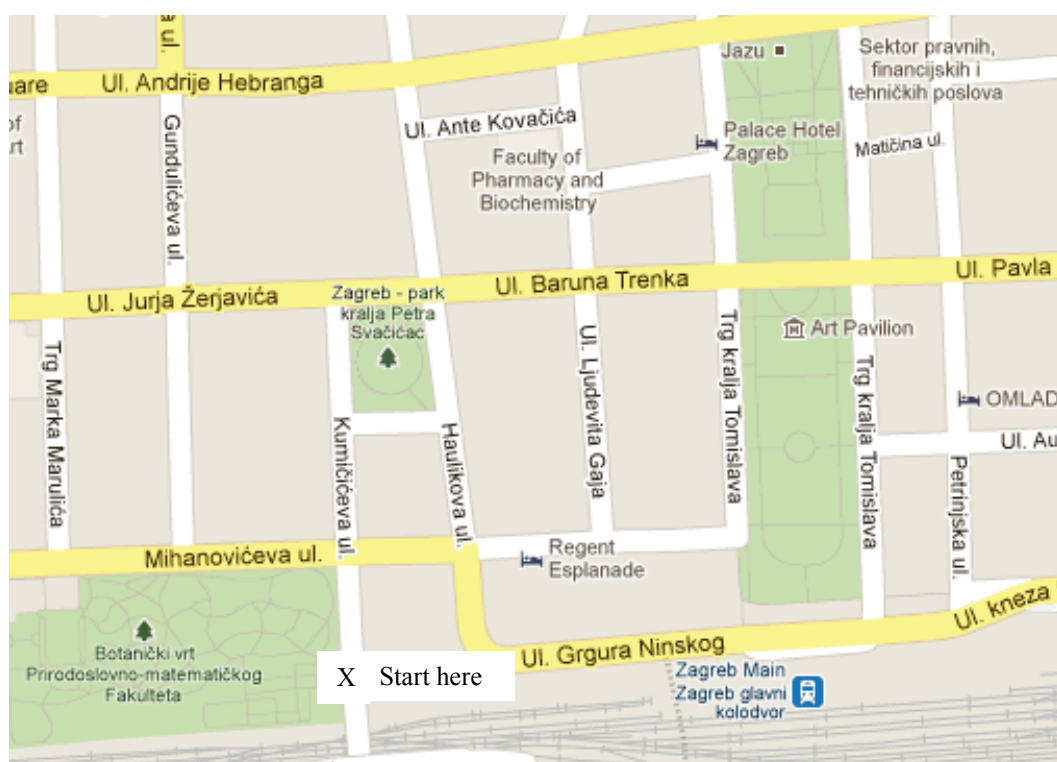 a ul.
uare
Ul. Andrije Hebranga
Jazu
Sektor pravnih,
financijskih i
tehničkih poslova
of
rt
Gundulićeva ul.
Ul. Ante Kovačića
Faculty of
Pharmacy and
Biochemistry
Palace Hotel
Zagreb
Matičina ul.
Ul. Jurja Žerjavića
Zagreb - park
kralja Petra
Svačićac
Ul. Baruna Trenka
Ul. Pavla
Trg Marka Marulića
Kumičićeva ul.
Haulikova ul.
Ul. Ljudevita Gaja
Trg kralja Tomislava
Art Pavilion
Trg kralja Tomislava
OMLAD
Ul. Au
Petrinjska ul.
Mihanovićeva ul.
Regent
Esplanade
Ul. kneza
Botanički vrt
Prirodoslovno-matematičkog
Fakulteta
X Start here
Ul. Grgura Ninskog
Zagreb Main
Zagreb glavni
kolodvor